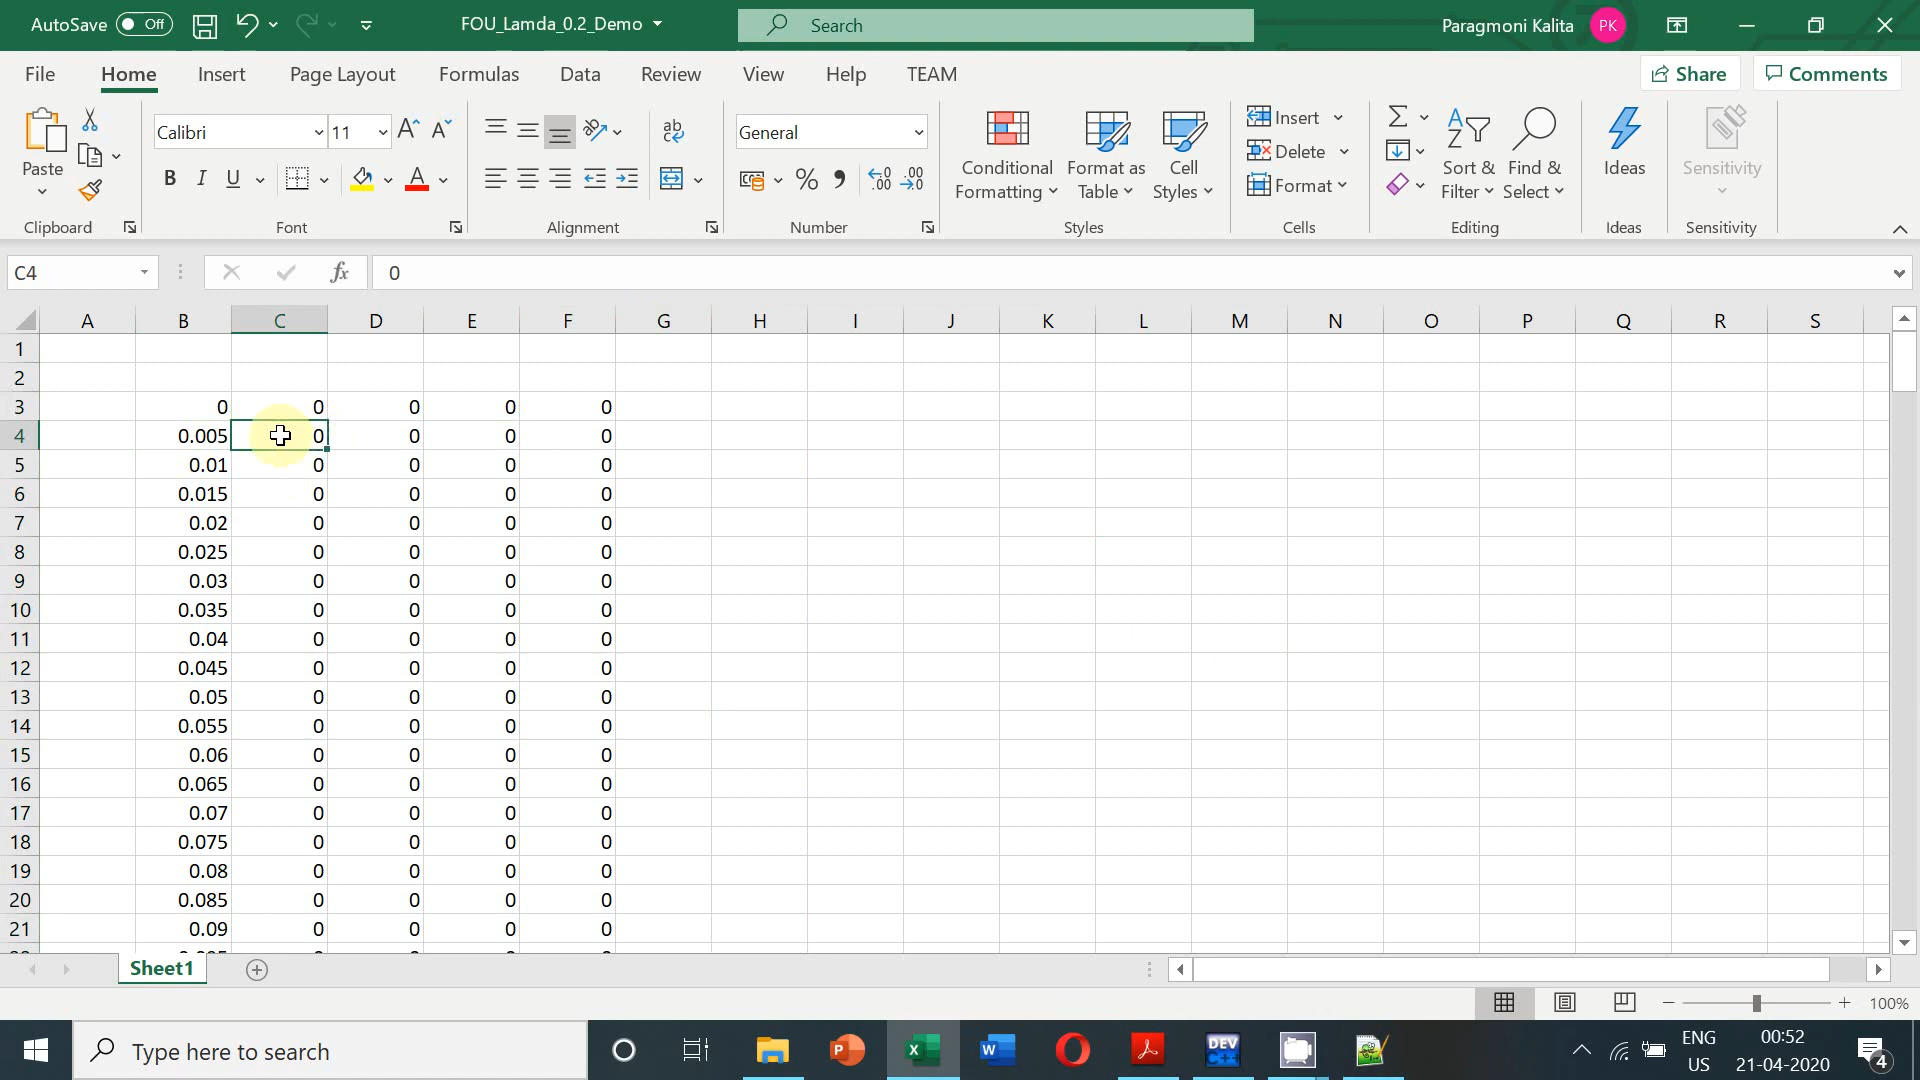 AutoSave Off FOU_Lamda_0.2_Demo Search Paragmoni Kalita PK
File Home Insert Page Layout Formulas Data Review View Help TEAM Share Comments
Paste
Calibri 11
B I U A
A A
ab
c
General
% 9
←0 .00
.00 →0
Conditional Formatting
Format as Table
Cell Styles
Insert
Delete
Format
Sort & Filter
Find & Select
Ideas
Sensitivity
Clipboard Font Alignment Number Styles Cells Editing Ideas Sensitivity
C4 fx 0
A B C D E F G H I J K L M N O P Q R S
1
2
3 0 0 0 0 0
4 0.005 0 0 0 0
5 0.01 0 0 0 0
6 0.015 0 0 0 0
7 0.02 0 0 0 0
8 0.025 0 0 0 0
9 0.03 0 0 0 0
10 0.035 0 0 0 0
11 0.04 0 0 0 0
12 0.045 0 0 0 0
13 0.05 0 0 0 0
14 0.055 0 0 0 0
15 0.06 0 0 0 0
16 0.065 0 0 0 0
17 0.07 0 0 0 0
18 0.075 0 0 0 0
19 0.08 0 0 0 0
20 0.085 0 0 0 0
21 0.09 0 0 0 0
Sheet1
100%
Type here to search
P
X
W
DEV
C++
ENG
US
00:52
21-04-2020
4